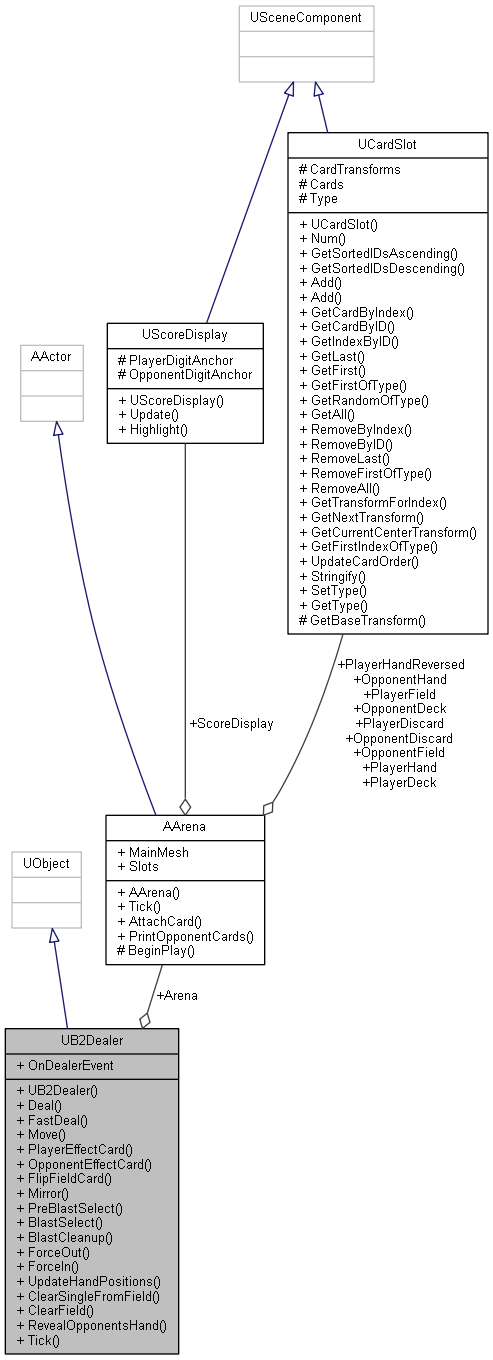 USceneComponent
UCardSlot
# CardTransforms
# Cards
# Type
+ UCardSlot()
+ Num()
+ GetSortedIDsAscending()
+ GetSortedIDsDescending()
+ Add()
+ Add()
+ GetCardByIndex()
+ GetCardByID()
+ GetIndexByID()
+ GetLast()
+ GetFirst()
+ GetFirstOfType()
+ GetRandomOfType()
+ GetAll()
+ RemoveByIndex()
+ RemoveByID()
+ RemoveLast()
+ RemoveFirstOfType()
+ RemoveAll()
+ GetTransformForIndex()
+ GetNextTransform()
+ GetCurrentCenterTransform()
+ GetFirstIndexOfType()
+ UpdateCardOrder()
+ Stringify()
+ SetType()
+ GetType()
# GetBaseTransform()
UScoreDisplay
# PlayerDigitAnchor
# OpponentDigitAnchor
+ UScoreDisplay()
+ Update()
+ Highlight()
AActor
+PlayerHandReversed
+OpponentHand
+PlayerField
+OpponentDeck
+PlayerDiscard
+OpponentDiscard
+OpponentField
+PlayerHand
+PlayerDeck
+ScoreDisplay
AArena
+ MainMesh
+ Slots
+ AArena()
+ Tick()
+ AttachCard()
+ PrintOpponentCards()
# BeginPlay()
UObject
+Arena
UB2Dealer
+ OnDealerEvent
+ UB2Dealer()
+ Deal()
+ FastDeal()
+ Move()
+ PlayerEffectCard()
+ OpponentEffectCard()
+ FlipFieldCard()
+ Mirror()
+ PreBlastSelect()
+ BlastSelect()
+ BlastCleanup()
+ ForceOut()
+ ForceIn()
+ UpdateHandPositions()
+ ClearSingleFromField()
+ ClearField()
+ RevealOpponentsHand()
+ Tick()